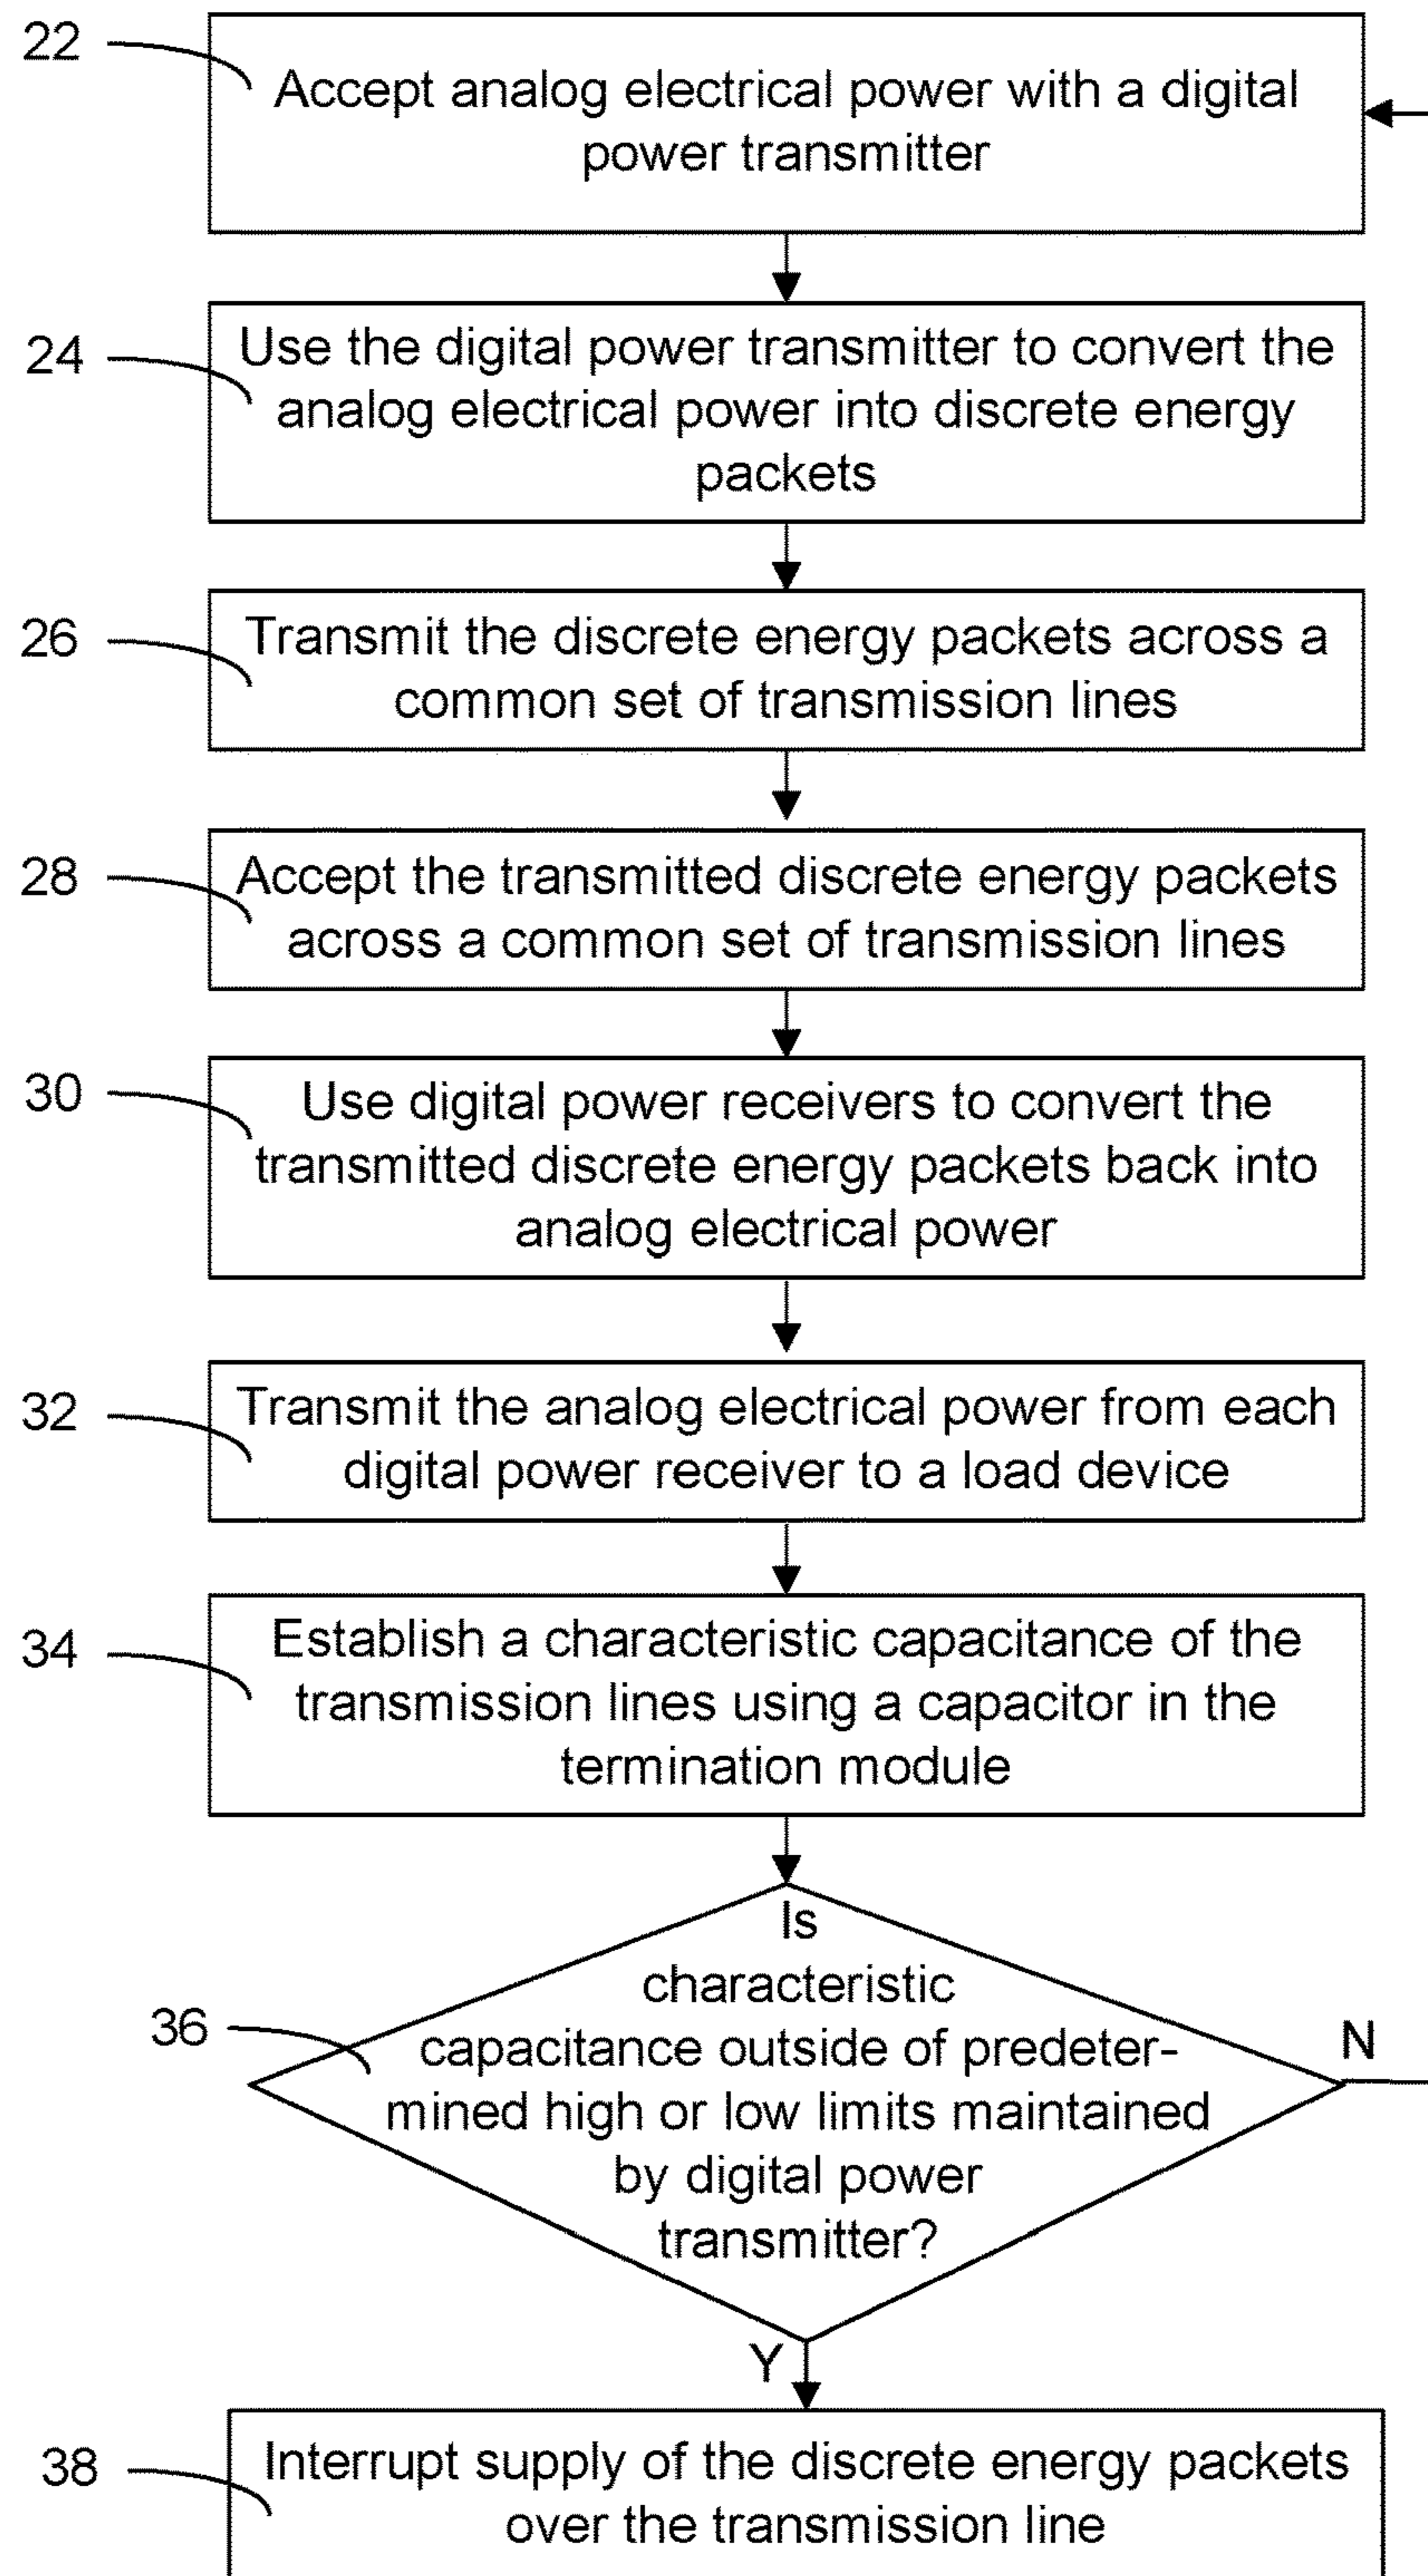 22
Accept analog electrical power with a digital
power transmitter
24
Use the digital power transmitter to convert the
analog electrical power into discrete energy
packets
26
Transmit the discrete energy packets across a
common set of transmission lines
28
Accept the transmitted discrete energy packets
across a common set of transmission lines
30
Use digital power receivers to convert the
transmitted discrete energy packets back into
analog electrical power
32
Transmit the analog electrical power from each
digital power receiver to a load device
34
Establish a characteristic capacitance of the
transmission lines using a capacitor in the
termination module
36
Is
characteristic
capacitance outside of predeter-
mined high or low limits maintained
by digital power
transmitter?
N
Y
38
Interrupt supply of the discrete energy packets
over the transmission line